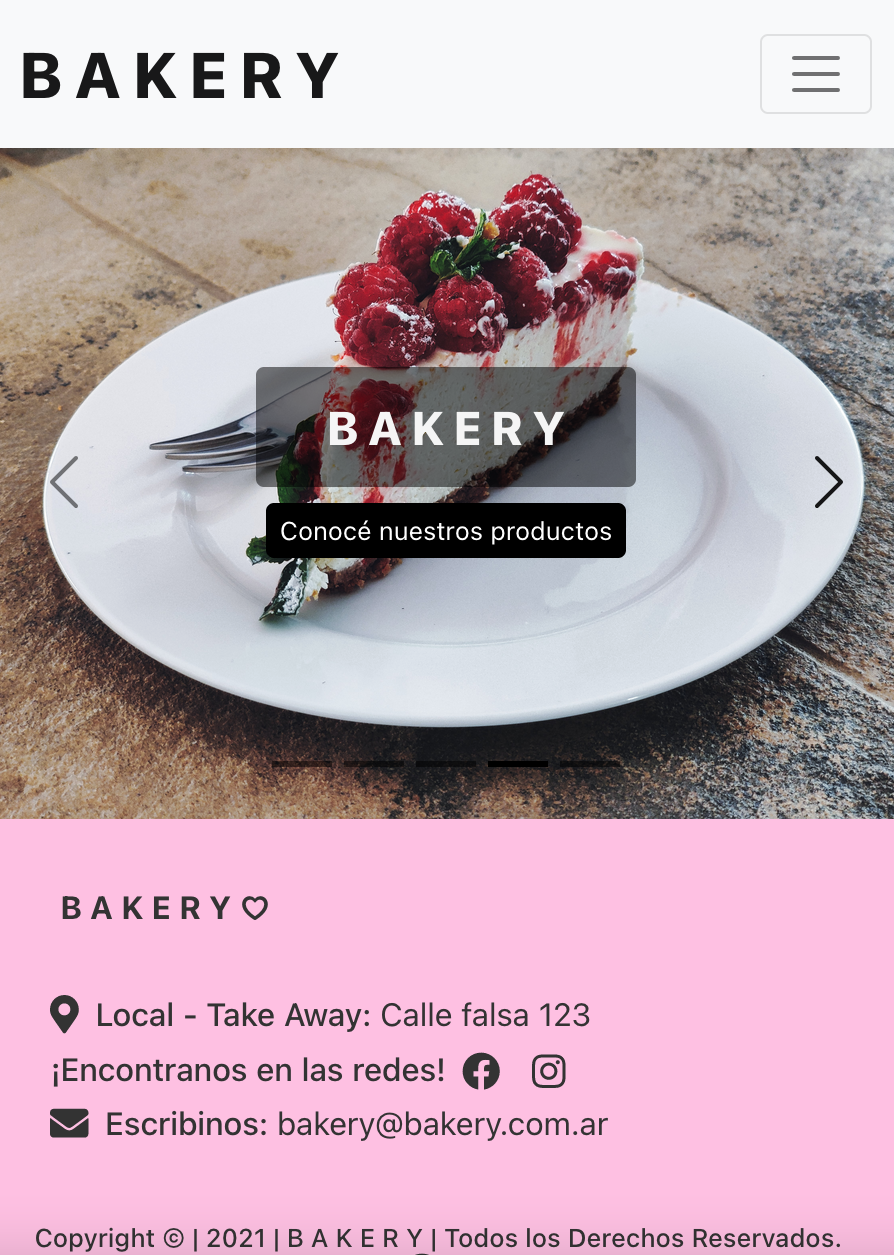 BAKERY
BAKERY
Conocé nuestros productos
BAKERY♡
Local - Take Away: Calle falsa 123
¡Encontranos en las redes!
Escribinos: bakery@bakery.com.ar
Copyright © | 2021 | B A K E R Y | Todos los Derechos Reservados.